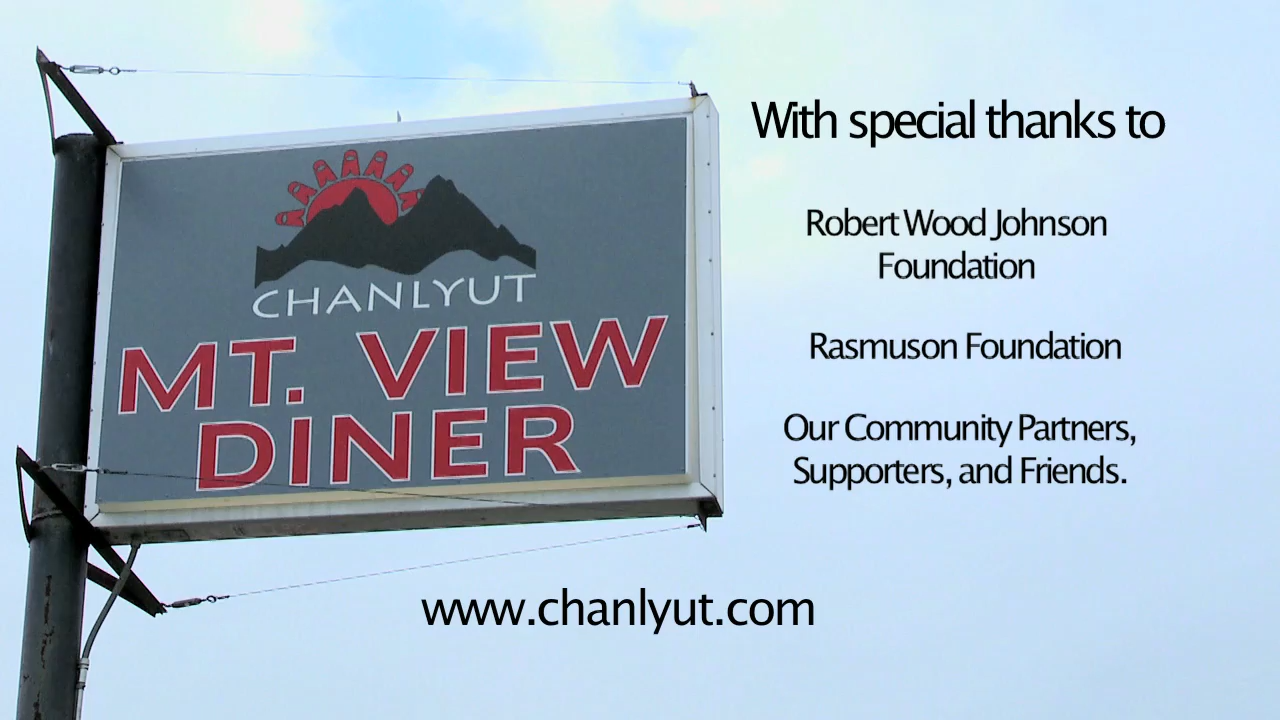 CHANLYUT
MT. VIEW
DINER
With special thanks to
Robert Wood Johnson
Foundation
Rasmuson Foundation
Our Community Partners,
Supporters, and Friends.
www.chanlyut.com